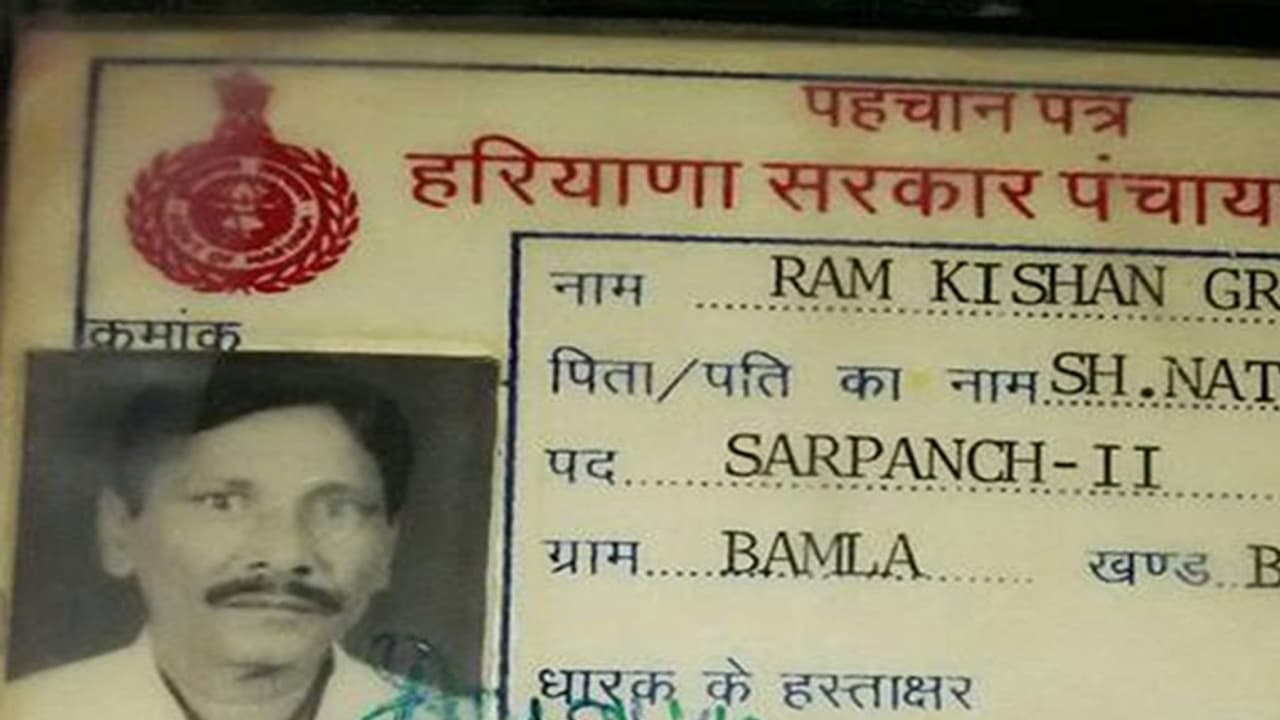 पहचान पत्र
हरियाणा सरकार पंचाय
क्रमांक
नाम RAM KISHAN GR
पिता/पति का नाम SH.NAT
पद SARPANCH-II
ग्राम BAMLA खण्ड B
धारक के हस्ताक्षर